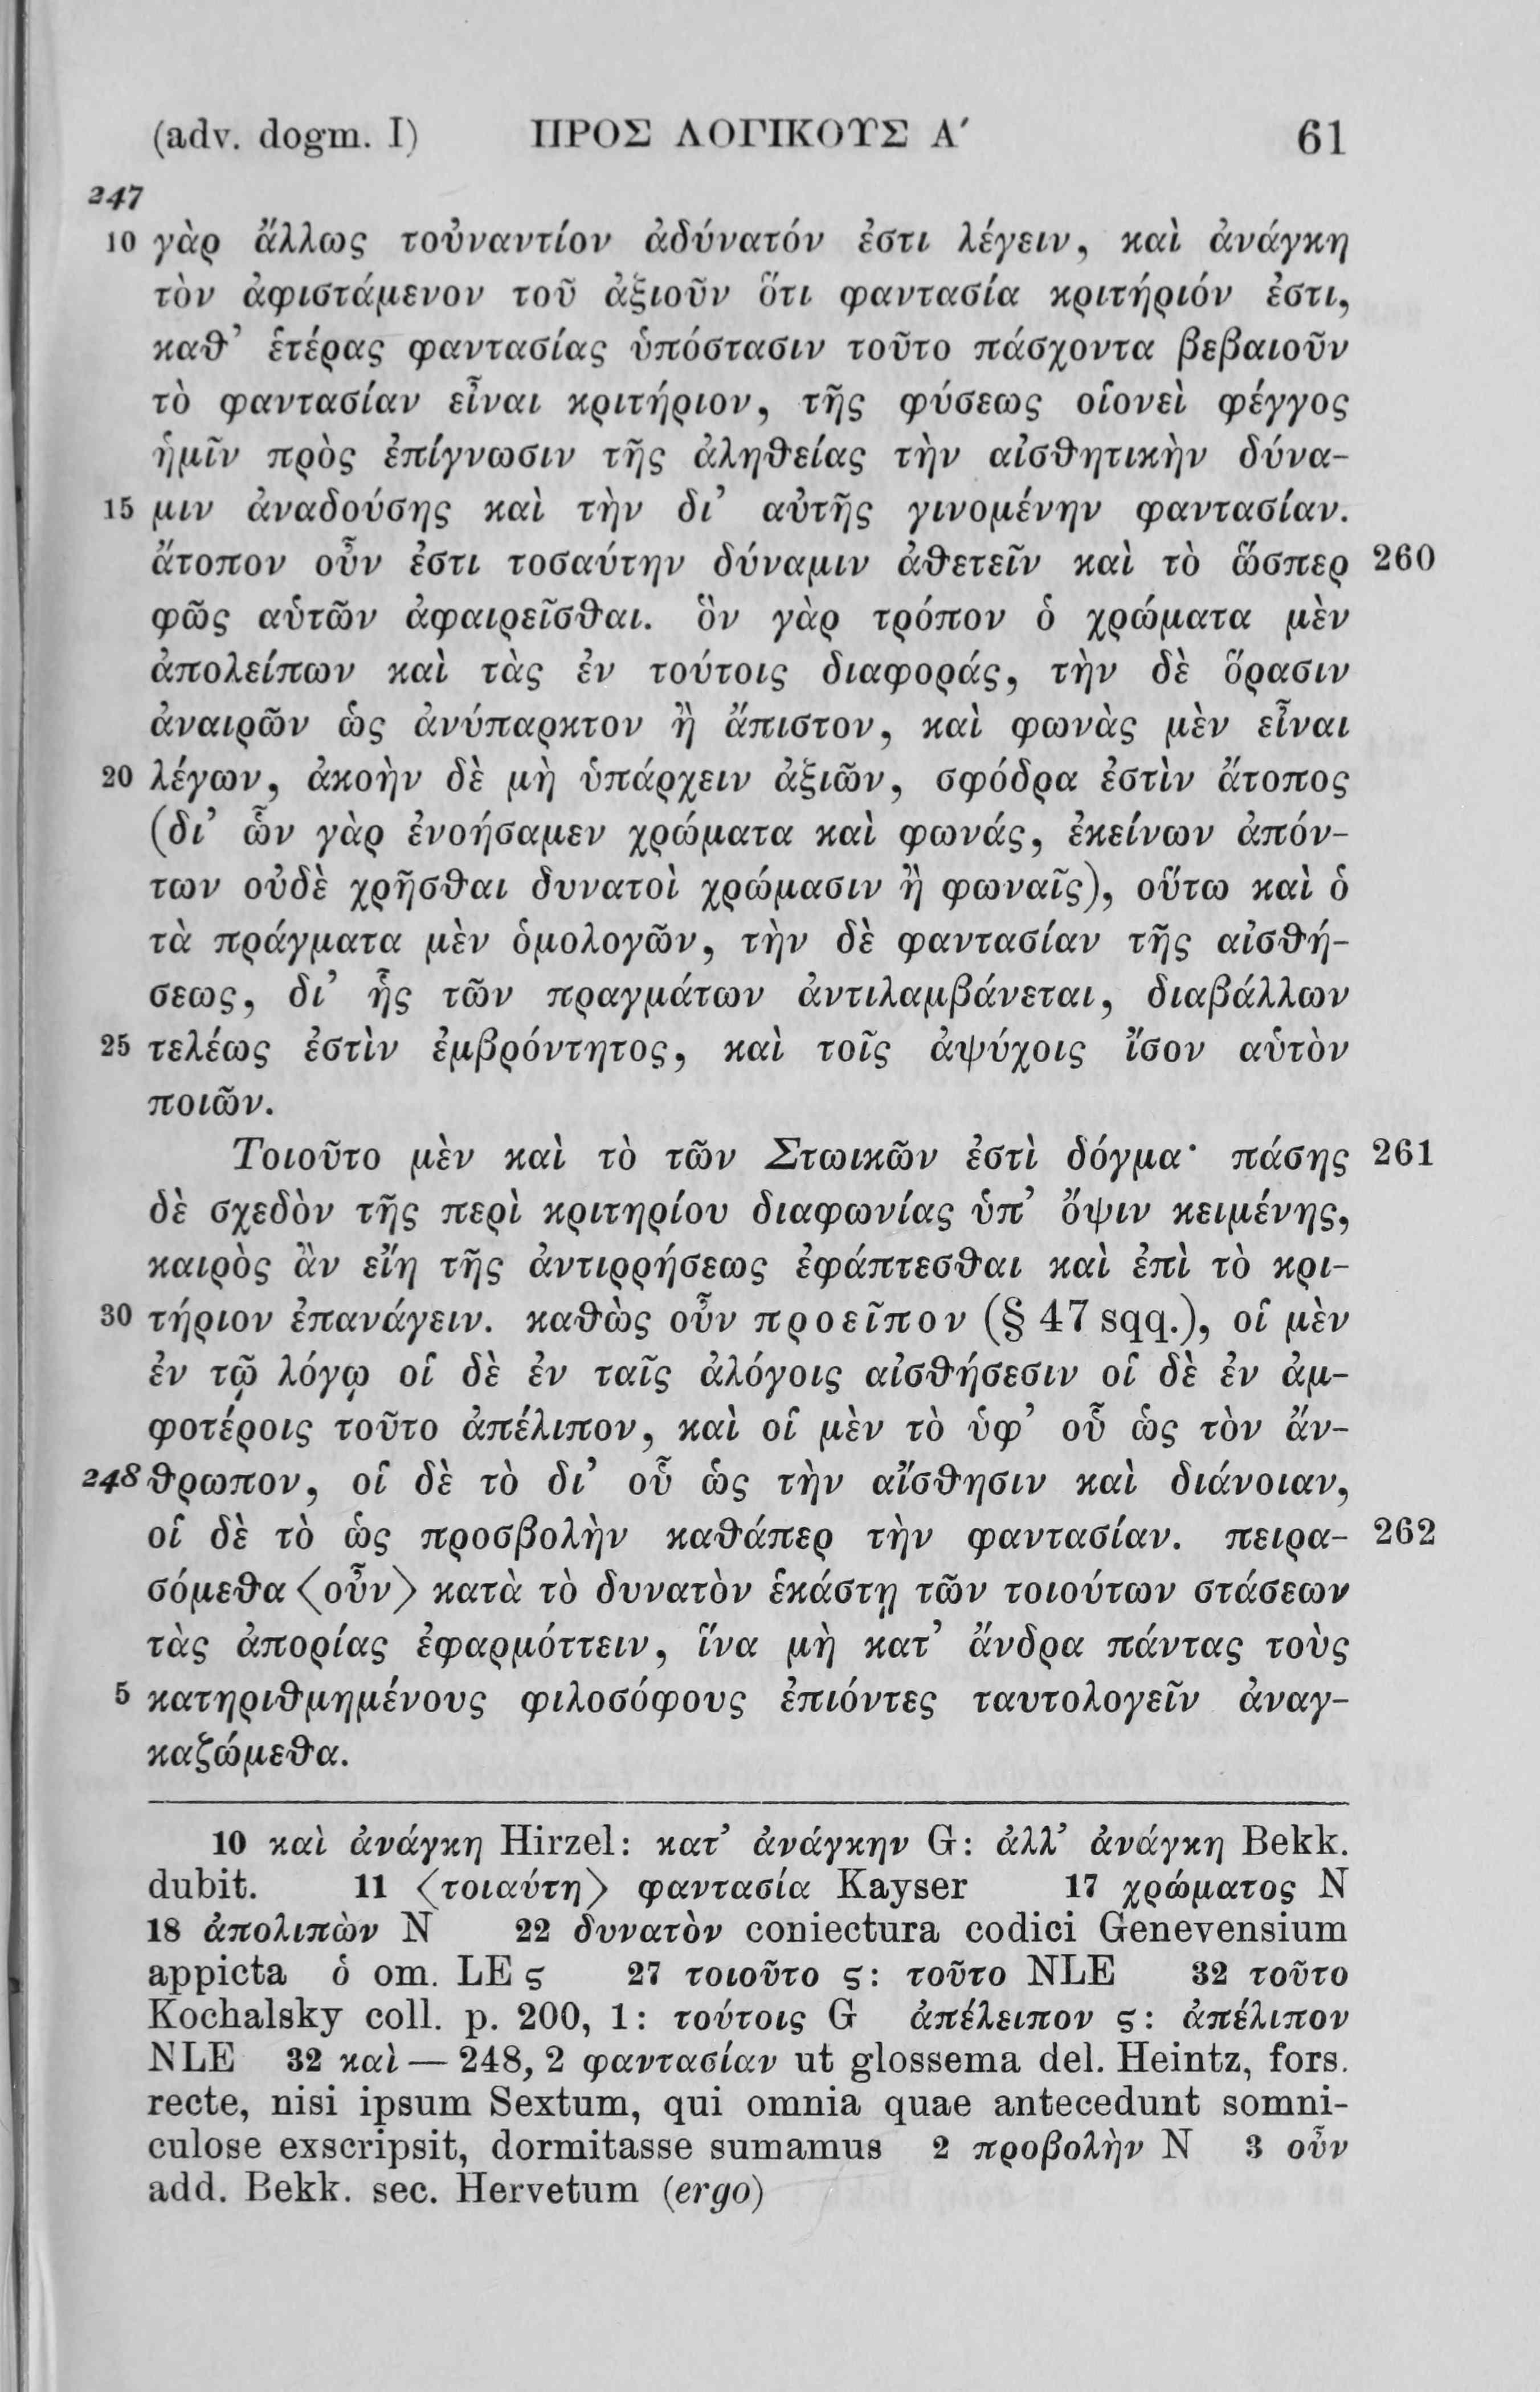 (adv. dogm. I) ΠΡΟΣ ΛΟΓΙΚΟΥΣ Α´ 61
247
10 γὰρ ἄλλως τοὐναντίον ἀδύνατόν ἐστι λέγειν, καὶ ἀνάγκη
τὸν ἀφιστάμενον τοῦ ἀξιοῦν ὅτι φαντασία κριτήριόν ἐστι,
καθ’ ἑτέρας φαντασίας ὑπόστασιν τοῦτο πάσχοντα βεβαιοῦν
τὸ φαντασίαν εἶναι κριτήριον, τῆς φύσεως οἱονεὶ φέγγος
ἡμῖν πρὸς ἐπίγνωσιν τῆς ἀληθείας τὴν αἰσθητικὴν δύνα-
15 μιν ἀναδούσης καὶ τὴν δι’ αὐτῆς γινομένην φαντασίαν.
ἄτοπον οὖν ἐστι τοσαύτην δύναμιν ἀθετεῖν καὶ τὸ ὥσπερ 260
φῶς αὑτῶν ἀφαιρεῖσθαι. ὃν γὰρ τρόπον ὁ χρώματα μὲν
ἀπολείπων καὶ τὰς ἐν τούτοις διαφοράς, τὴν δὲ ὅρασιν
ἀναιρῶν ὡς ἀνύπαρκτον ἢ ἄπιστον, καὶ φωνὰς μὲν εἶναι
20 λέγων, ἀκοὴν δὲ μὴ ὑπάρχειν ἀξιῶν, σφόδρα ἐστὶν ἄτοπος
(δι’ ὧν γὰρ ἐνοήσαμεν χρώματα καὶ φωνάς, ἐκείνων ἀπόν-
των οὐδὲ χρῆσθαι δυνατοὶ χρώμασιν ἢ φωναῖς), οὕτω καὶ ὁ
τὰ πράγματα μὲν ὁμολογῶν, τὴν δὲ φαντασίαν τῆς αἰσθή-
σεως, δι’ ἧς τῶν πραγμάτων ἀντιλαμβάνεται, διαβάλλων
25 τελέως ἐστὶν ἐμβρόντητος, καὶ τοῖς ἀψύχοις ἴσον αὑτὸν
ποιῶν.
Τοιοῦτο μὲν καὶ τὸ τῶν Στωικῶν ἐστὶ δόγμα· πάσης 261
δὲ σχεδὸν τῆς περὶ κριτηρίου διαφωνίας ὑπ’ ὄψιν κειμένης,
καιρὸς ἂν εἴη τῆς ἀντιρρήσεως ἐφάπτεσθαι καὶ ἐπὶ τὸ κρι-
30 τήριον ἐπανάγειν. καθὼς οὖν προεῖπον (§ 47 sqq.), οἱ μὲν
ἐν τῷ λόγῳ οἱ δὲ ἐν ταῖς ἀλόγοις αἰσθήσεσιν οἱ δὲ ἐν ἀμ-
φοτέροις τοῦτο ἀπέλιπον, καὶ οἱ μὲν τὸ ὑφ’ οὗ ὡς τὸν ἄν-
248 θρωπον, οἱ δὲ τὸ δι’ οὗ ὡς τὴν αἴσθησιν καὶ διάνοιαν,
οἱ δὲ τὸ ὡς προσβολὴν καθάπερ τὴν φαντασίαν. πειρα- 262
σόμεθα ⟨οὖν⟩ κατὰ τὸ δυνατὸν ἑκάστῃ τῶν τοιούτων στάσεων
τὰς ἀπορίας ἐφαρμόττειν, ἵνα μὴ κατ’ ἄνδρα πάντας τοὺς
5 κατηριθμημένους φιλοσόφους ἐπιόντες ταυτολογεῖν ἀναγ-
καζώμεθα.
10 καὶ ἀνάγκη Hirzel: κατ’ ἀνάγκην G: ἀλλ’ ἀνάγκη Bekk.
dubit. 11 ⟨τοιαύτη⟩ φαντασία Kayser 17 χρώματος N
18 ἀπολιπὼν N 22 δυνατὸν coniectura codici Genevensium
appicta ὁ om. LE ς 27 τοιοῦτο ς: τοῦτο NLE 32 τοῦτο
Kochalsky coll. p. 200, 1: τούτοις G ἀπέλειπον ς: ἀπέλιπον
NLE 32 καὶ — 248, 2 φαντασίαν ut glossema del. Heintz, fors.
recte, nisi ipsum Sextum, qui omnia quae antecedunt somni-
culose exscripsit, dormitasse sumamus 2 προβολὴν N 3 οὖν
add. Bekk. sec. Hervetum (ergo)